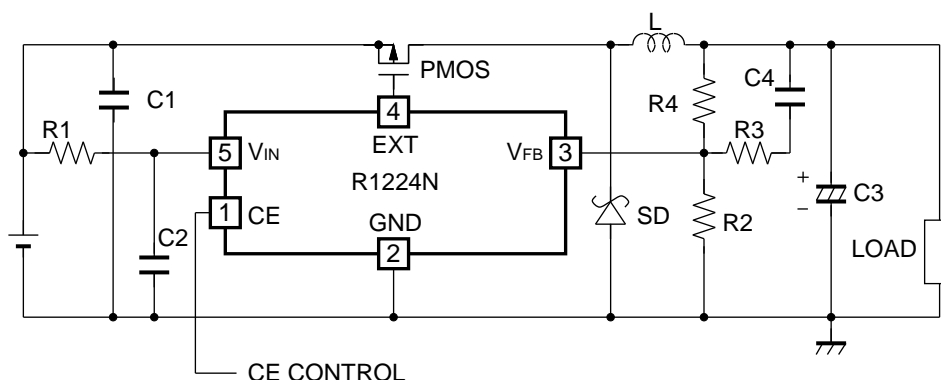 L
PMOS
C1
C4
R4
R1
4
R3
EXT
5
VIN
VFB
3
R1224N
+
1
CE
−
C3
GND
SD
R2
C2
2
LOAD
CE CONTROL